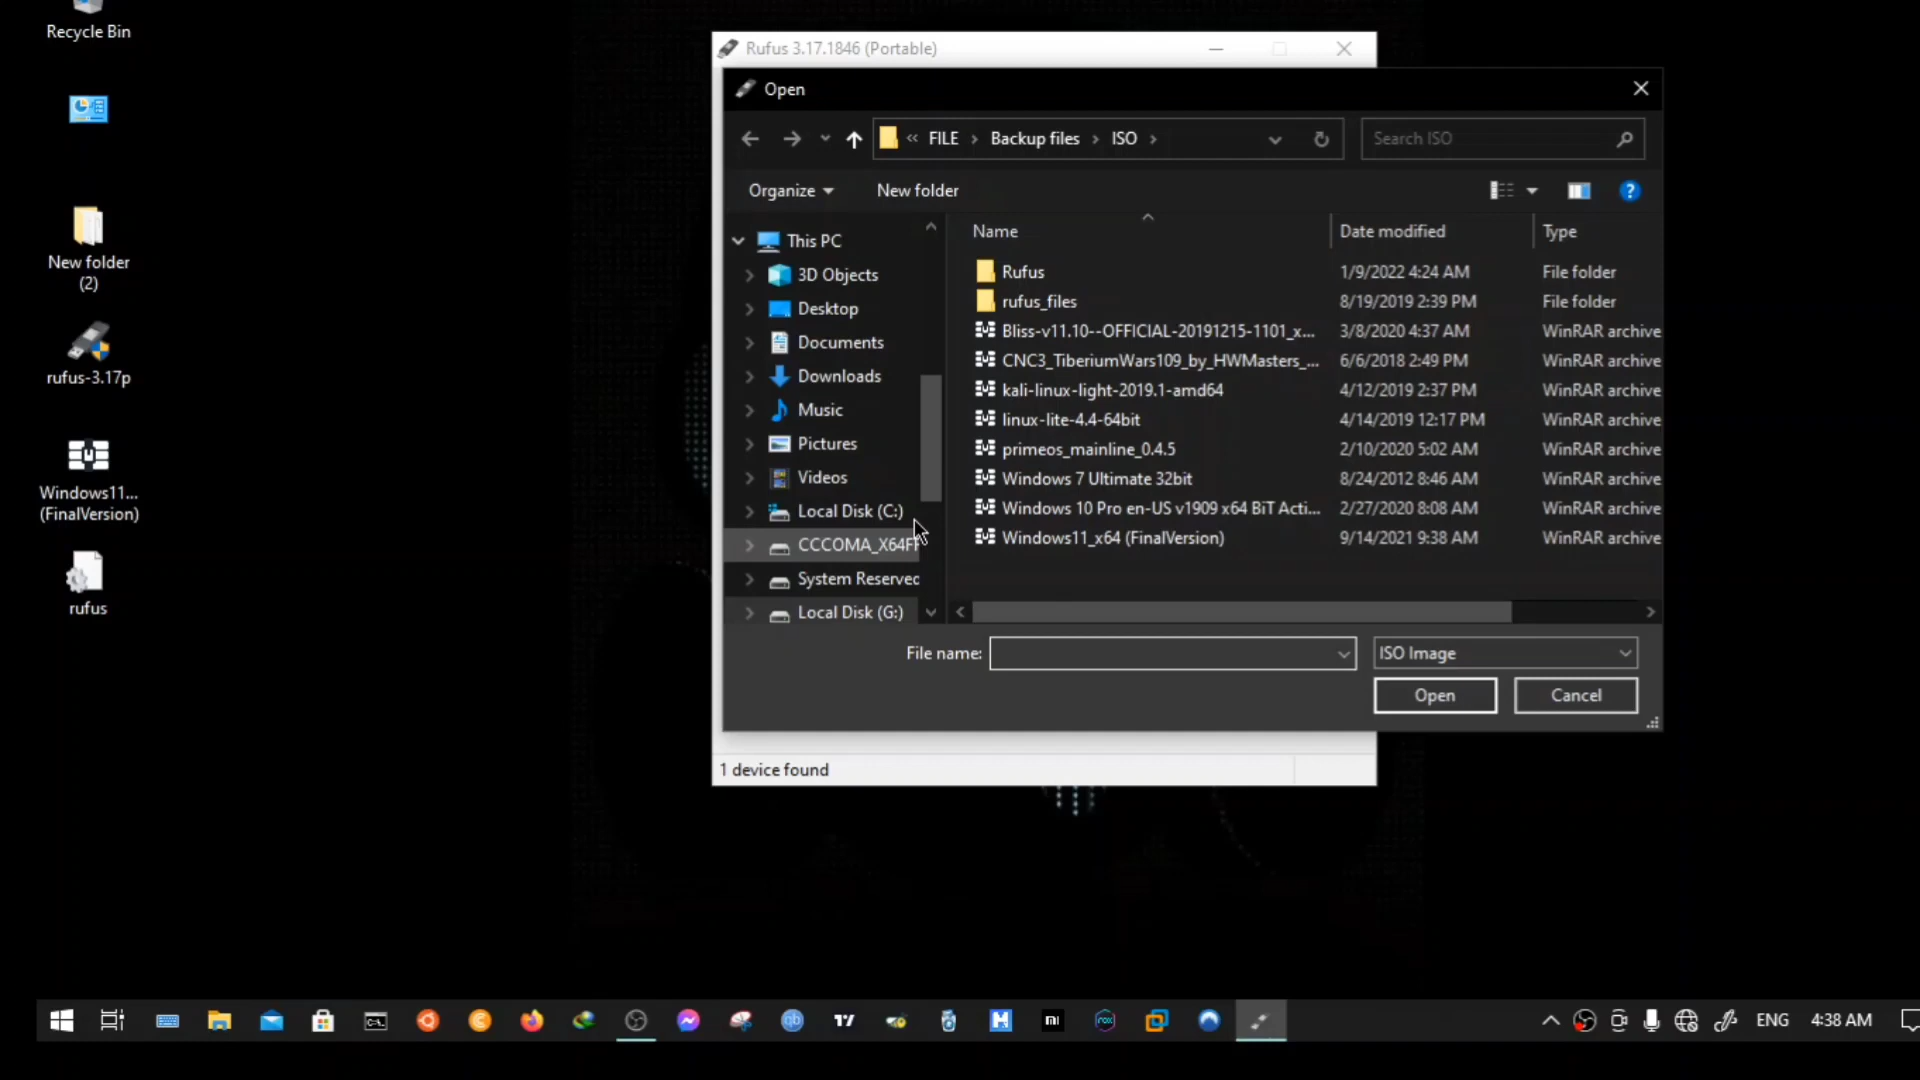 Recycle Bin
New folder
(2)
rufus-3.17p
Windows11...
(FinalVersion)
rufus
Rufus 3.17.1846 (Portable)
Open
« FILE > Backup files > ISO >
Search ISO
Organize
New folder
Name
Date modified
Type
This PC
3D Objects
Desktop
Documents
Downloads
Music
Pictures
Videos
Local Disk (C:)
CCCOMA_X64F
System Reserved
Local Disk (G:)
Rufus 1/9/2022 4:24 AM File folder
rufus_files 8/19/2019 2:39 PM File folder
Bliss-v11.10--OFFICIAL-20191215-1101_x... 3/8/2020 4:37 AM WinRAR archive
CNC3_TiberiumWars109_by_HWMasters_... 6/6/2018 2:49 PM WinRAR archive
kali-linux-light-2019.1-amd64 4/12/2019 2:37 PM WinRAR archive
linux-lite-4.4-64bit 4/14/2019 12:17 PM WinRAR archive
primeos_mainline_0.4.5 2/10/2020 5:02 AM WinRAR archive
Windows 7 Ultimate 32bit 8/24/2012 8:46 AM WinRAR archive
Windows 10 Pro en-US v1909 x64 BiT Acti... 2/27/2020 8:08 AM WinRAR archive
Windows11_x64 (FinalVersion) 9/14/2021 9:38 AM WinRAR archive
File name:
ISO Image
Open
Cancel
1 device found
ENG
4:38 AM